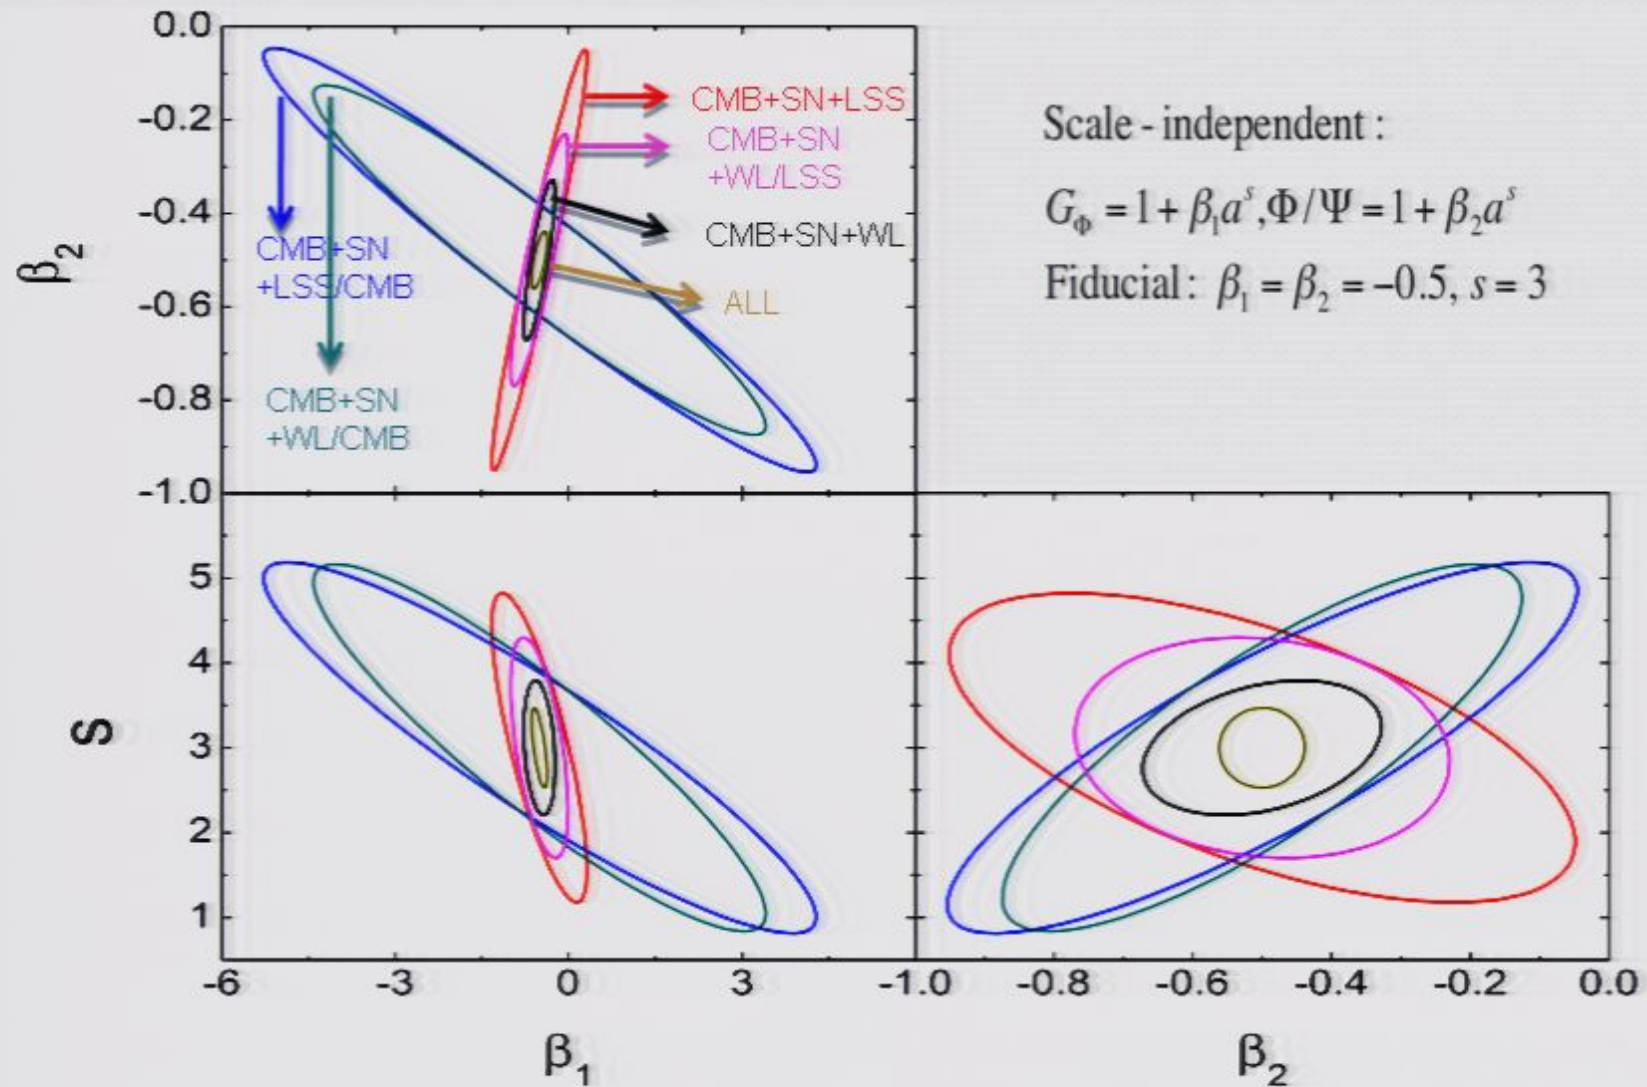 0.0
-0.2
-0.4
-0.6
-0.8
-1.0
β₂
CMB+SN+LSS
CMB+SN
+WL/LSS
CMB+SN+WL
ALL
CMB+SN
+LSS/CMB
CMB+SN
+WL/CMB
Scale - independent :
G_Φ = 1 + β₁aˢ, Φ/Ψ = 1 + β₂aˢ
Fiducial : β₁ = β₂ = −0.5, s = 3
5
4
3
2
1
S
-6 -3 0 3 -1.0 -0.8 -0.6 -0.4 -0.2 0.0
β₁ β₂